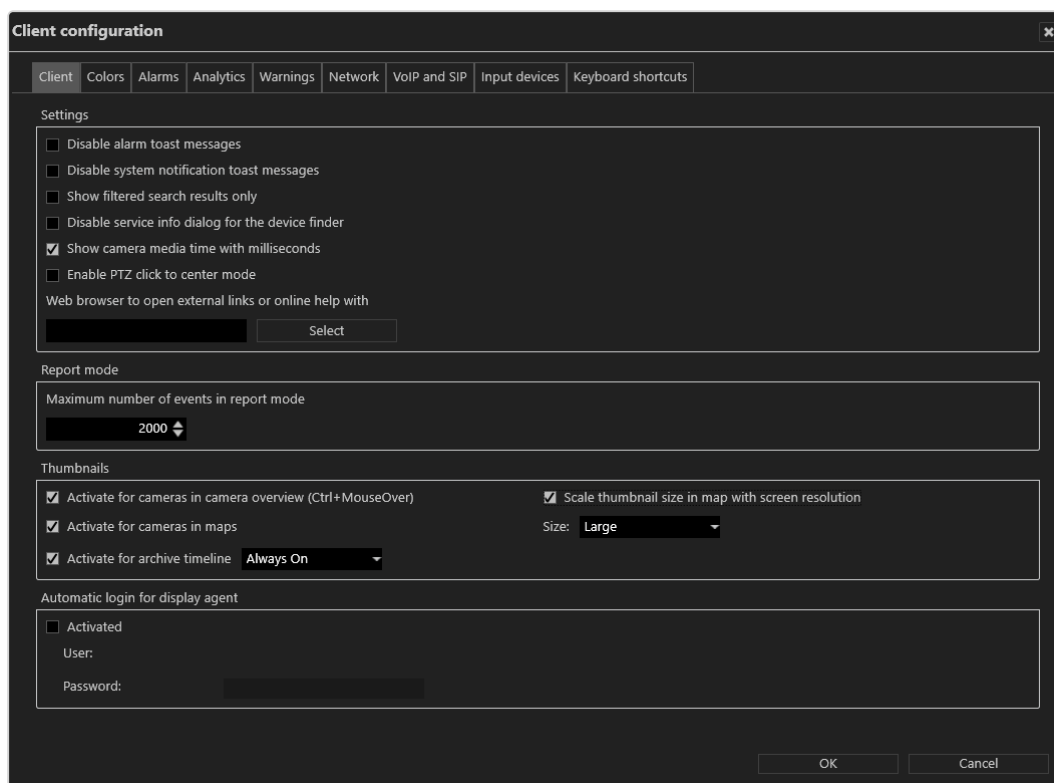 Client configuration
Client Colors Alarms Analytics Warnings Network VoIP and SIP Input devices Keyboard shortcuts
Settings
Disable alarm toast messages
Disable system notification toast messages
Show filtered search results only
Disable service info dialog for the device finder
Show camera media time with milliseconds
Enable PTZ click to center mode
Web browser to open external links or online help with
Select
Report mode
Maximum number of events in report mode
2000
Thumbnails
Activate for cameras in camera overview (Ctrl+MouseOver) Scale thumbnail size in map with screen resolution
Activate for cameras in maps Size: Large
Activate for archive timeline Always On
Automatic login for display agent
Activated
User:
Password:
OK Cancel